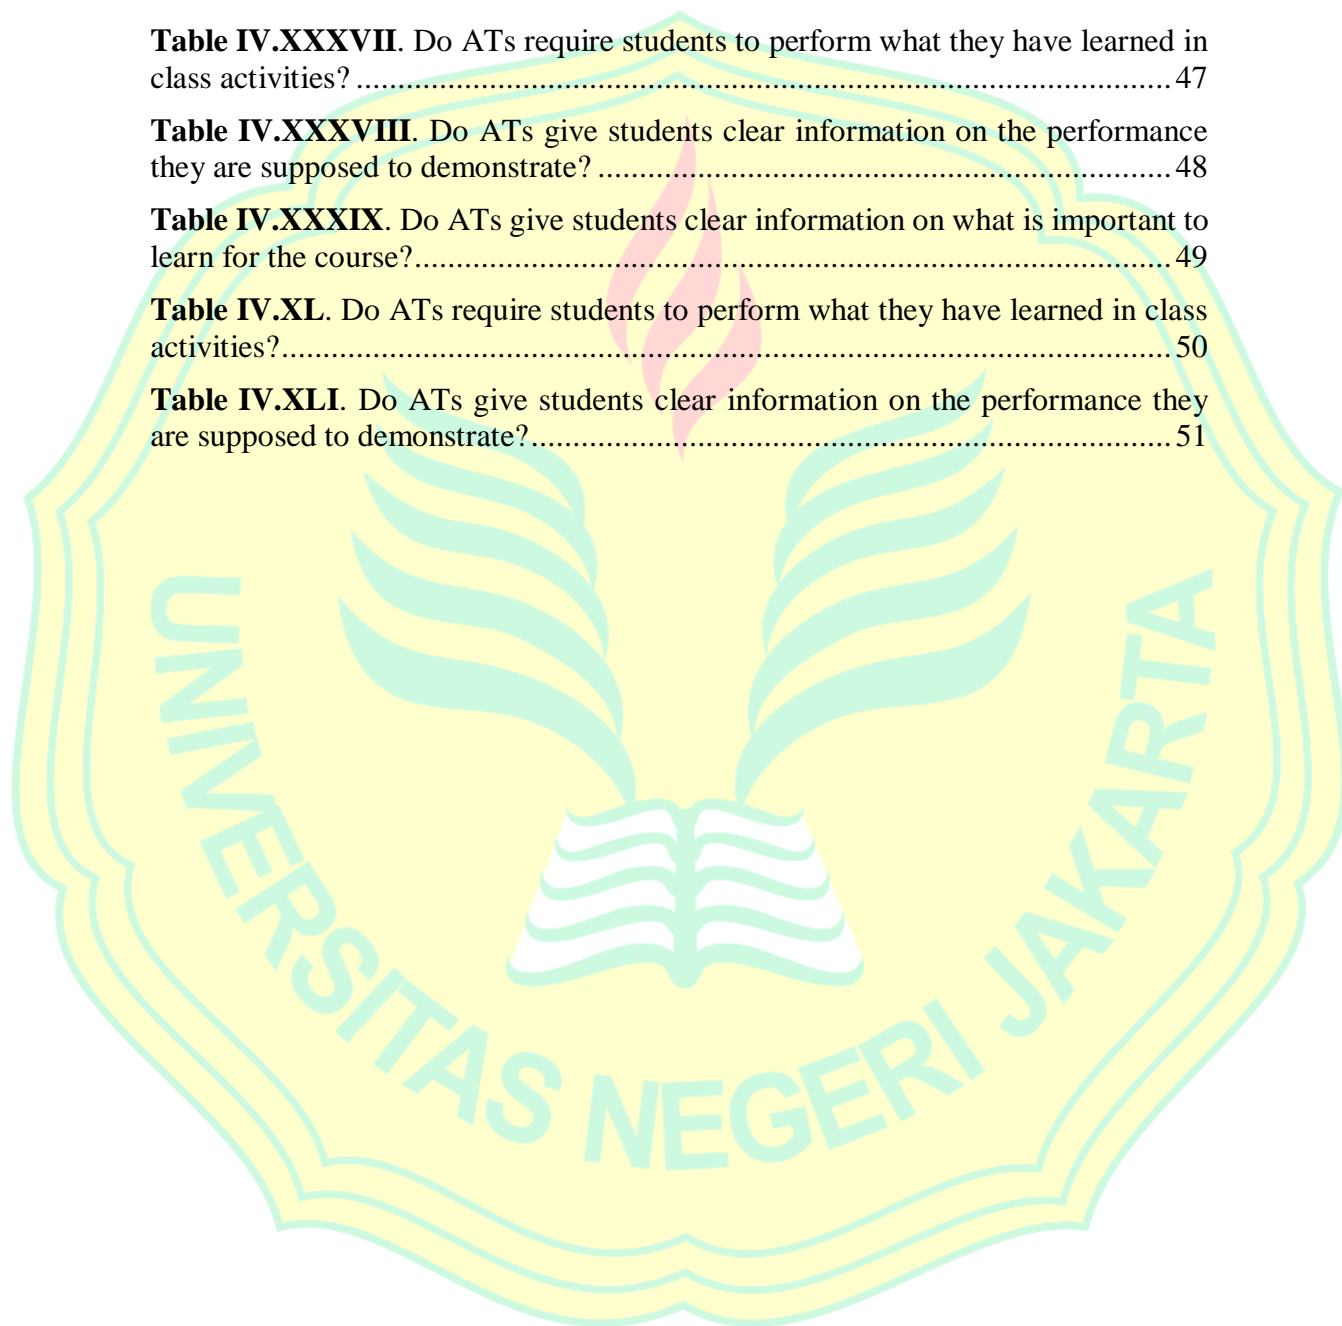 Table IV.XXXVII. Do ATs require students to perform what they have learned in
class activities? .................................................................................................... 47
Table IV.XXXVIII. Do ATs give students clear information on the performance
they are supposed to demonstrate? ...................................................................... 48
Table IV.XXXIX. Do ATs give students clear information on what is important to
learn for the course?............................................................................................. 49
Table IV.XL. Do ATs require students to perform what they have learned in class
activities?............................................................................................................. 50
Table IV.XLI. Do ATs give students clear information on the performance they
are supposed to demonstrate?.............................................................................. 51
UNIVERSITAS NEGERI JAKARTA